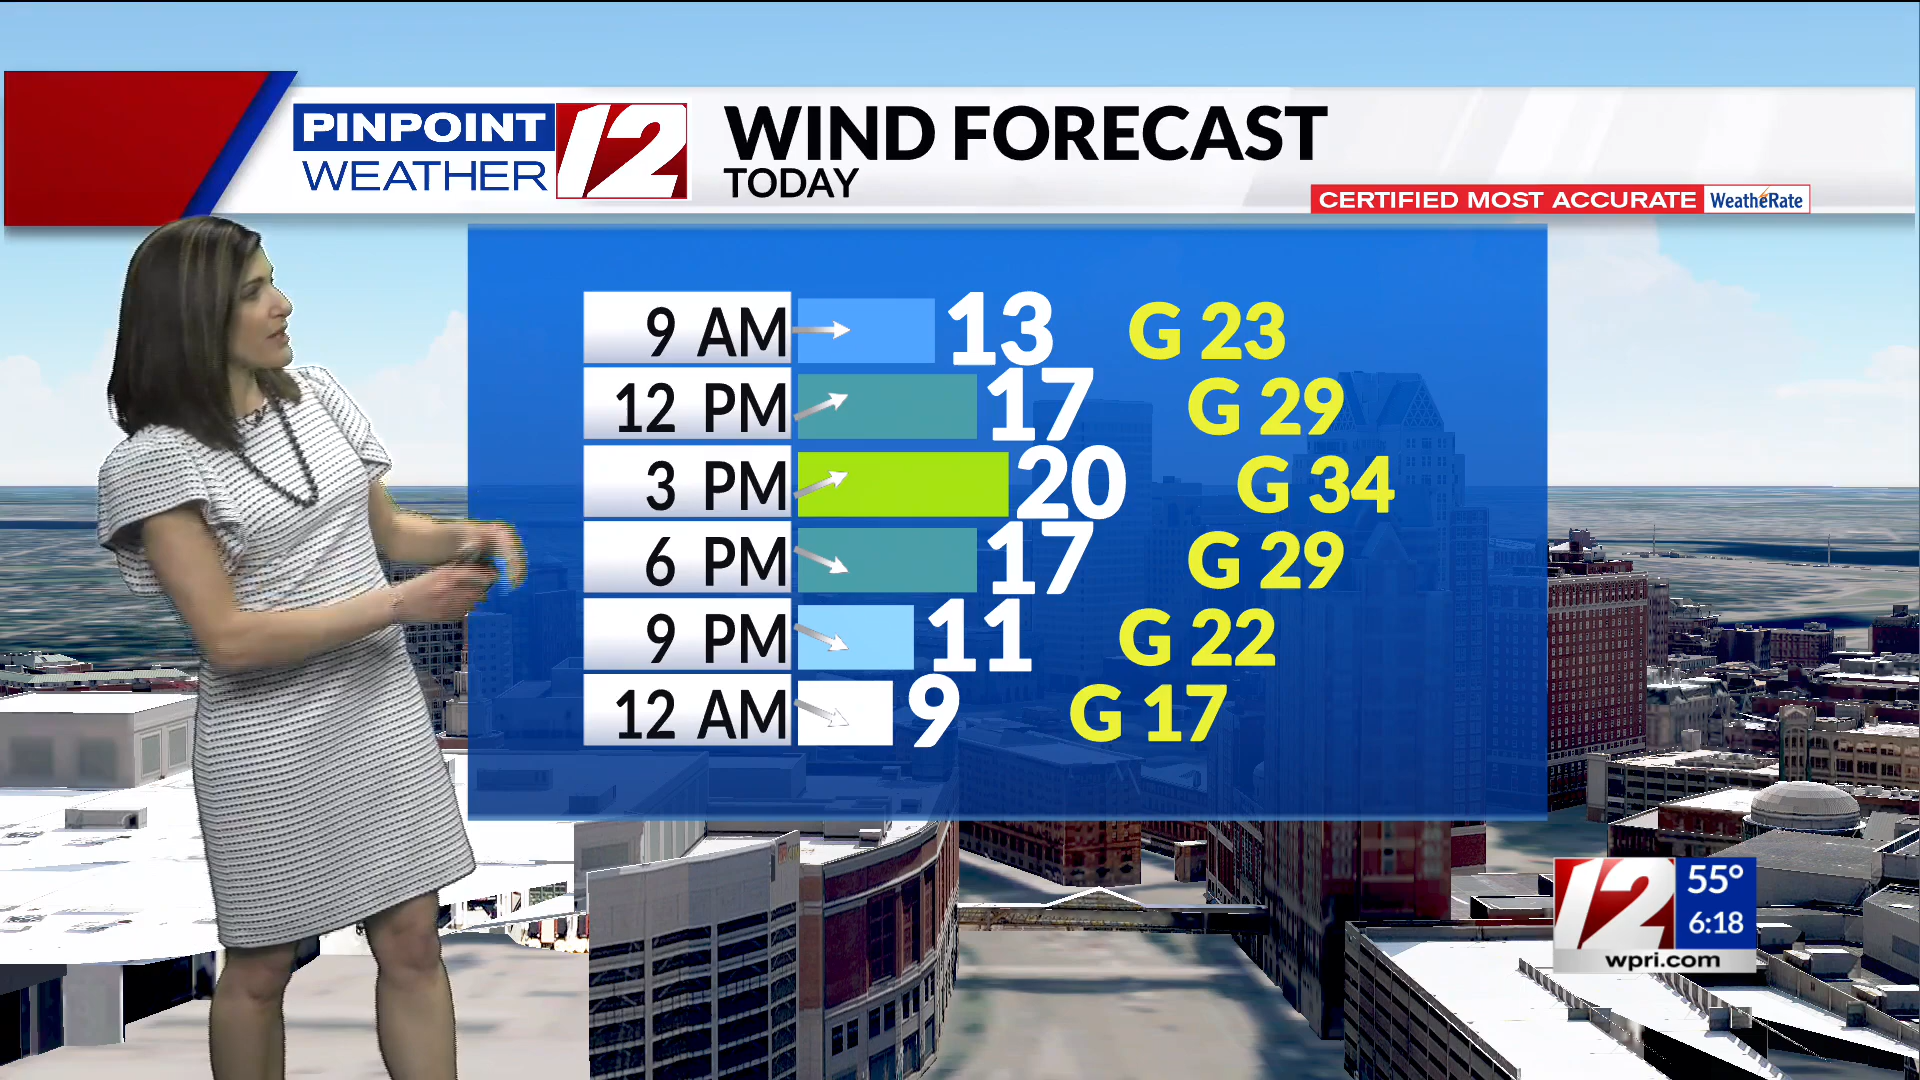 PINPOINT
WEATHER
12
WIND FORECAST
TODAY
CERTIFIED MOST ACCURATE WeatheRate
9 AM 13 G 23
12 PM 17 G 29
3 PM 20 G 34
6 PM 17 G 29
9 PM 11 G 22
12 AM 9 G 17
12
55°
6:18
wpri.com